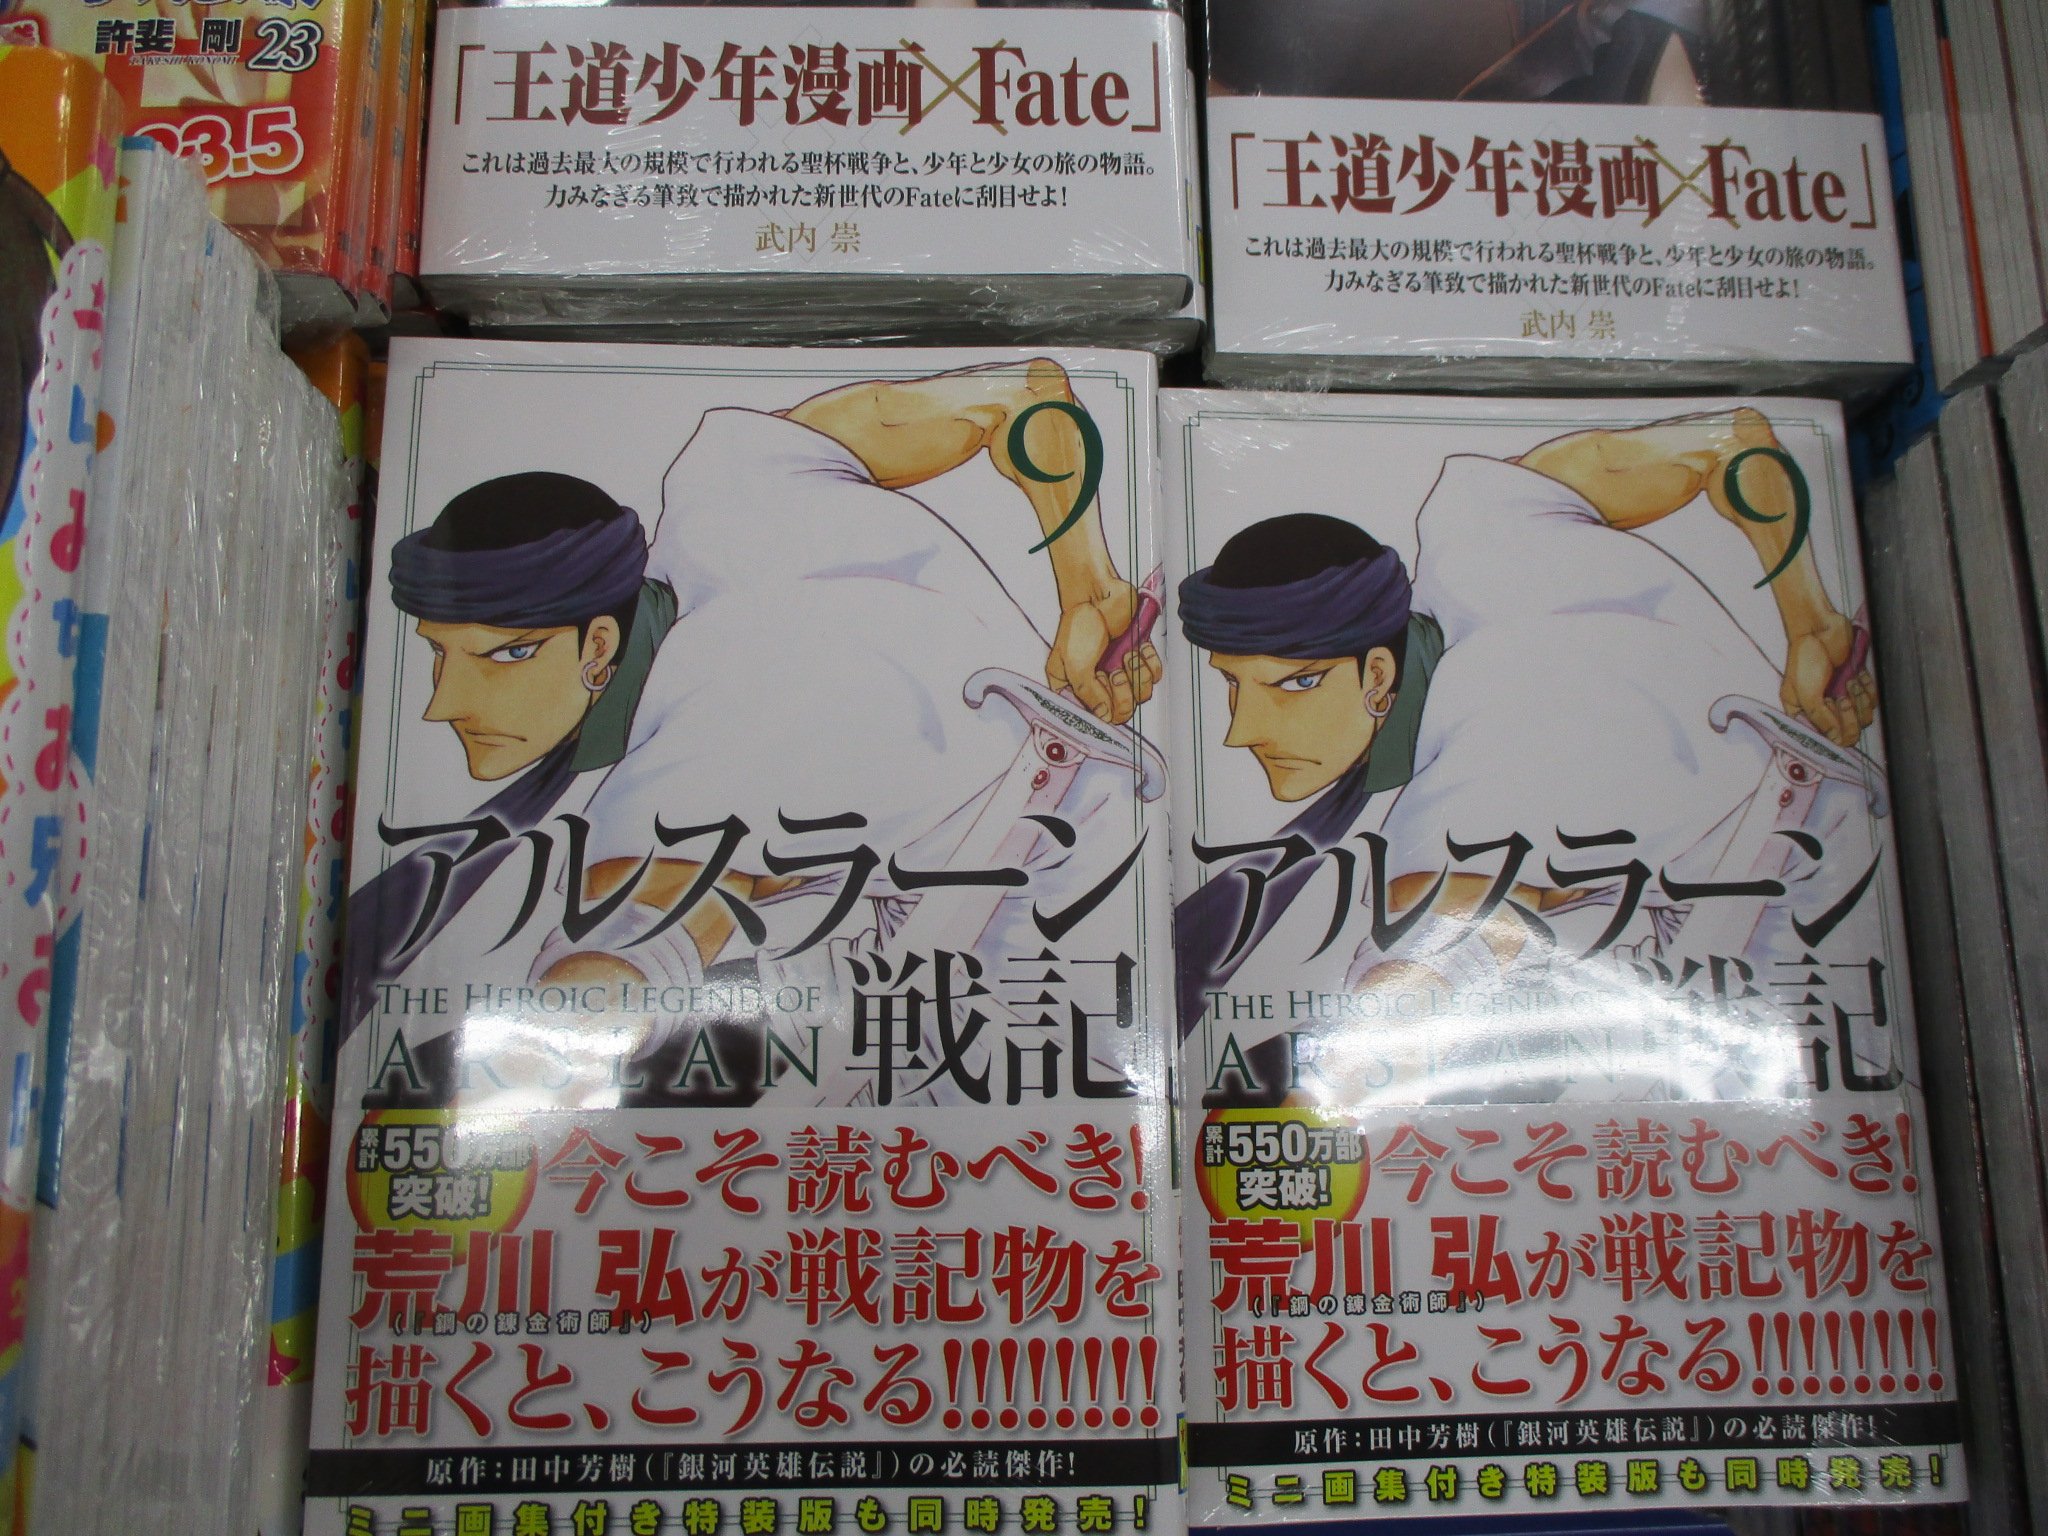 許斐 剛 23
TAKESHI KONOMI
23.5
「王道少年漫画×Fate」
これは過去最大の規模で行われる聖杯戦争と、少年と少女の旅の物語。
力みなぎる筆致で描かれた新世代のFateに刮目せよ!
武内 崇
「王道少年漫画×Fate」
これは過去最大の規模で行われる聖杯戦争と、少年と少女の旅の物語。
力みなぎる筆致で描かれた新世代のFateに刮目せよ!
武内 崇
9
アルスラーン
戦記
THE HEROIC LEGEND OF
ARSLAN
累計550万部
突破!
今こそ読むべき!
荒川 弘が戦記物を
(『鋼の錬金術師』)
描くと、こうなる!!!!!!!!
原作:田中芳樹(『銀河英雄伝説』)の必読傑作!
ミニ画集付き特装版も同時発売!
9
アルスラーン
戦記
THE HEROIC LEGEND OF
ARSLAN
累計550万部
突破!
今こそ読むべき!
荒川 弘が戦記物を
(『鋼の錬金術師』)
描くと、こうなる!!!!!!!!
原作:田中芳樹(『銀河英雄伝説』)の必読傑作!
ミニ画集付き特装版も同時発売!